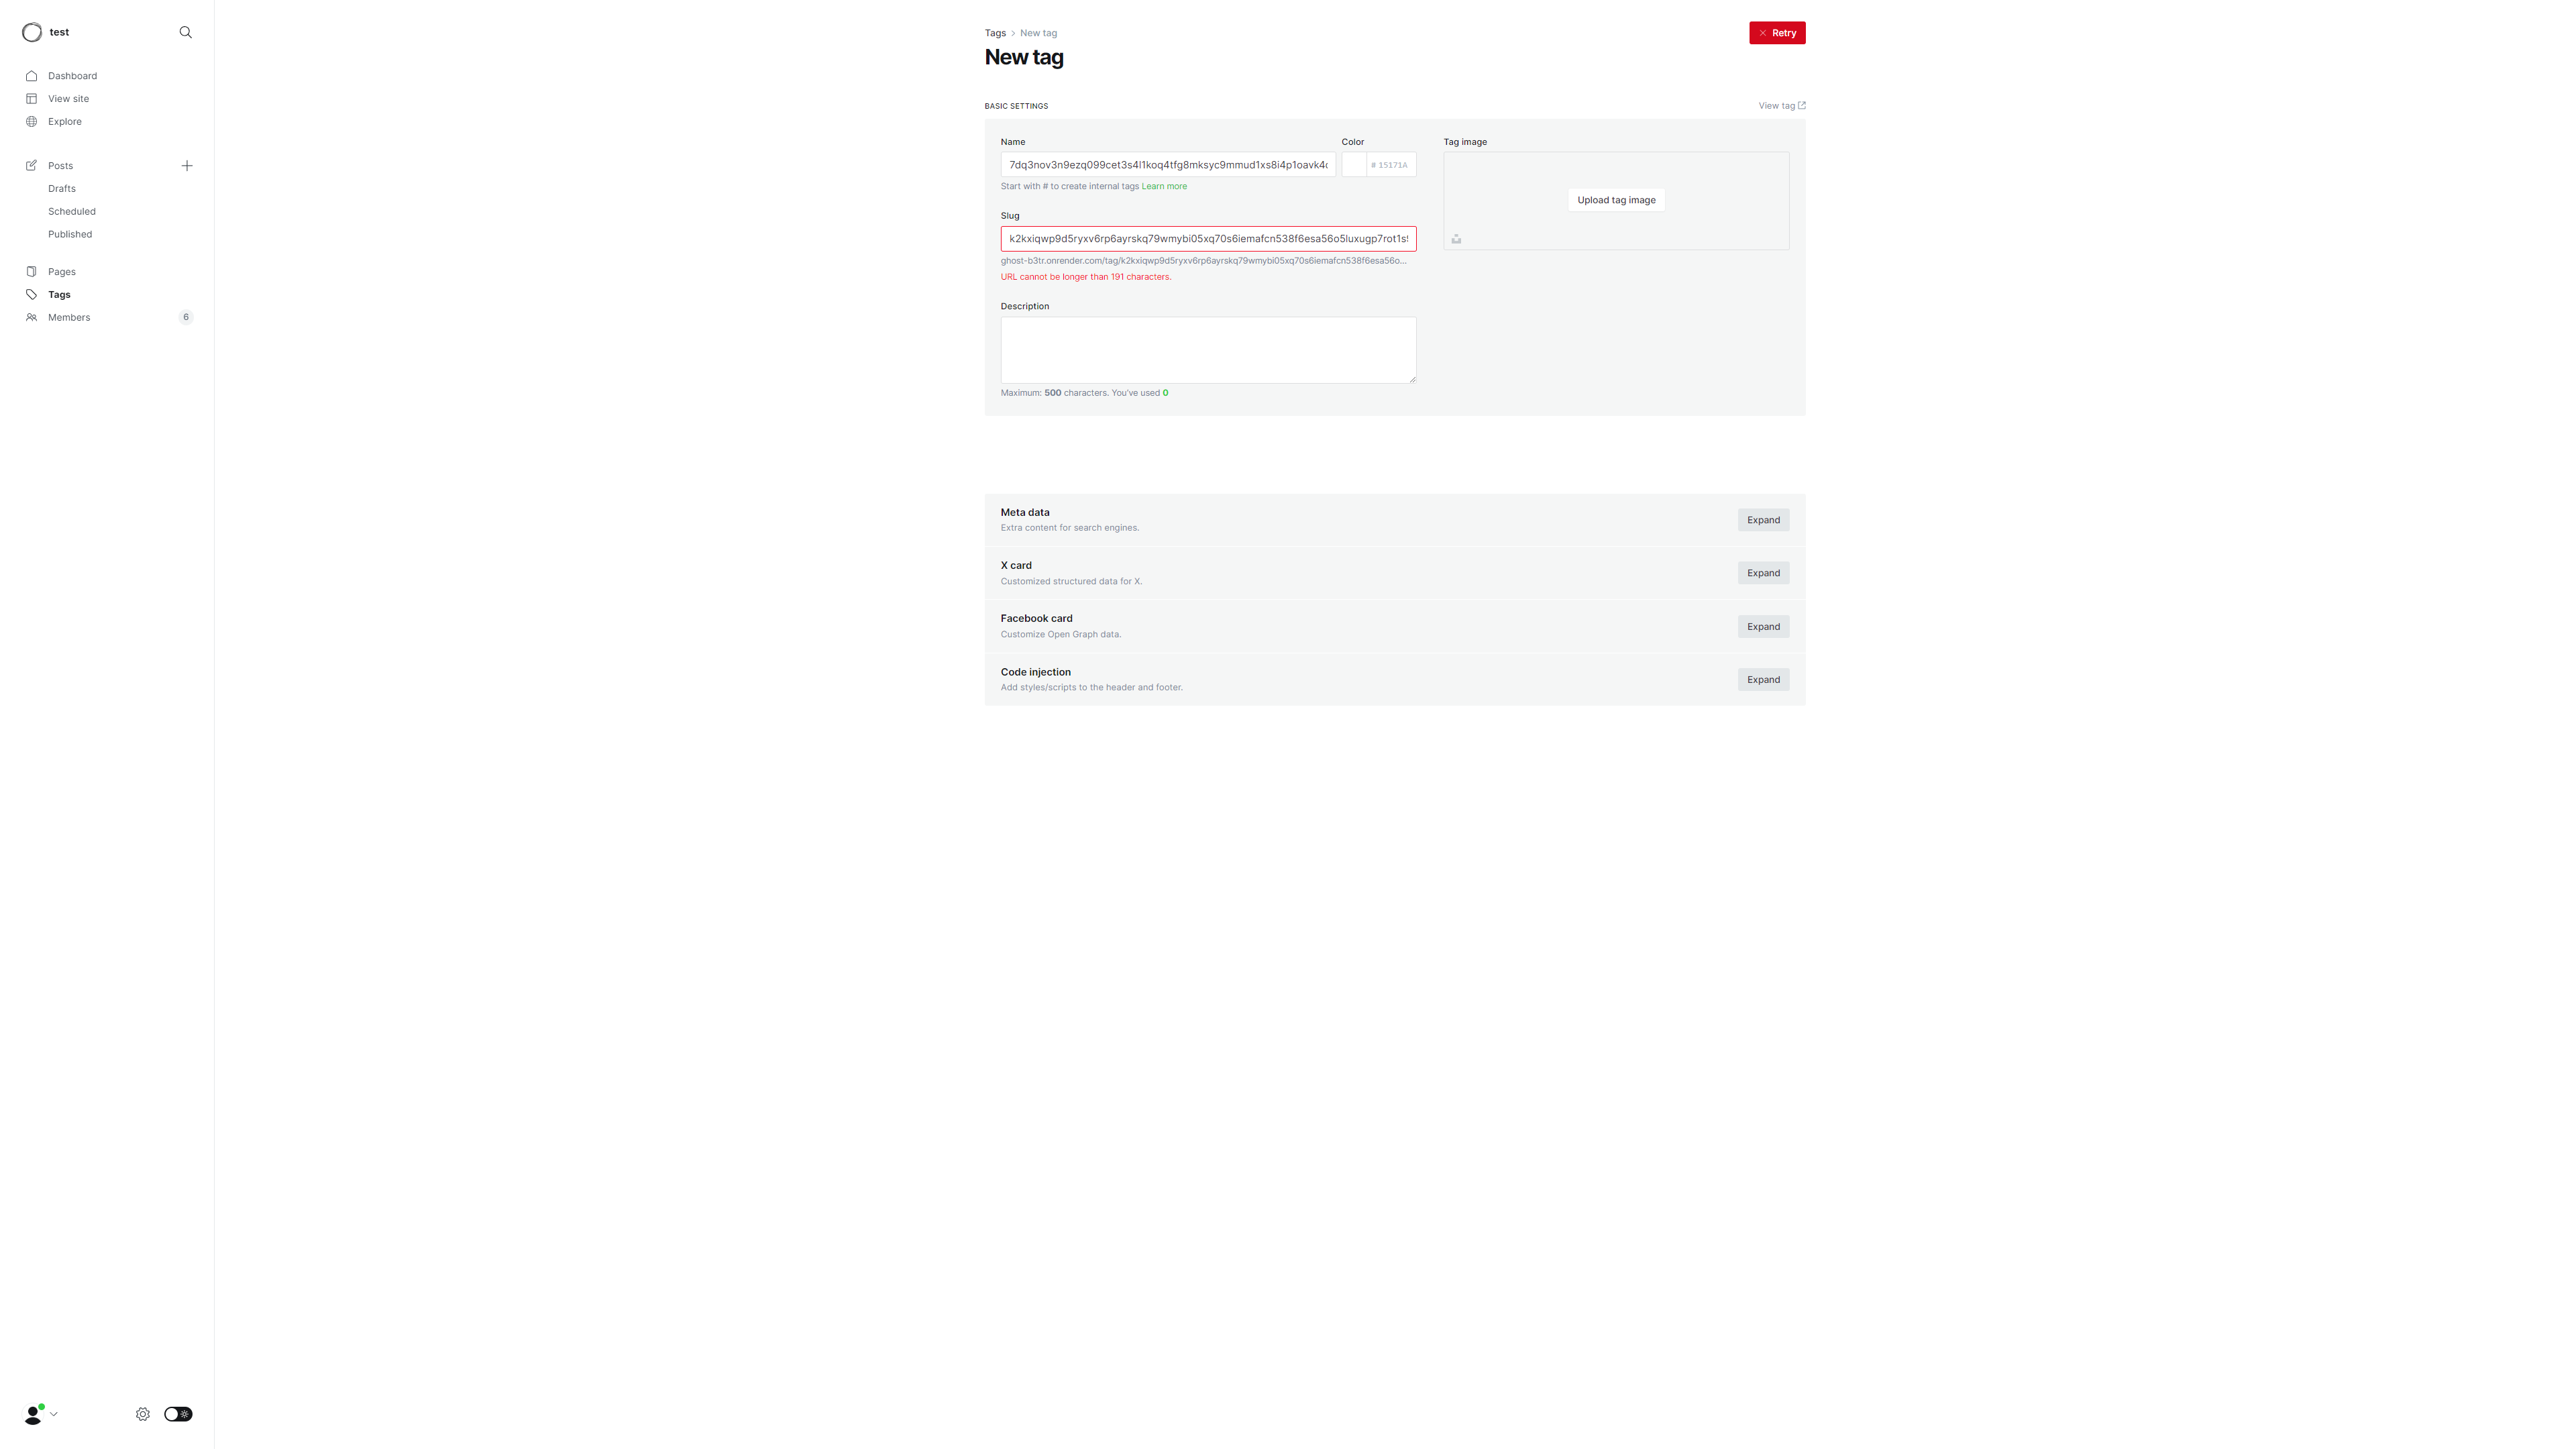 test
Dashboard
View site
Explore
Posts
Drafts
Scheduled
Published
Pages
Tags
Members 6
Tags > New tag
Retry
New tag
BASIC SETTINGS
View tag
Name
7dq3nov3n9ezq099cet3s4l1koq4tfg8mksyc9mmud1xs8i4p1oavk4
Start with # to create internal tags Learn more
Color
# 15171A
Tag image
Upload tag image
Slug
k2kxiqwp9d5ryxv6rp6ayrskq79wmybi05xq70s6iemafcn538f6esa56o5luxugp7rot1s
ghost-b3tr.onrender.com/tag/k2kxiqwp9d5ryxv6rp6ayrskq79wmybi05xq70s6iemafcn538f6esa56o...
URL cannot be longer than 191 characters.
Description
Maximum: 500 characters. You've used 0
Meta data
Extra content for search engines.
Expand
X card
Customized structured data for X.
Expand
Facebook card
Customize Open Graph data.
Expand
Code injection
Add styles/scripts to the header and footer.
Expand